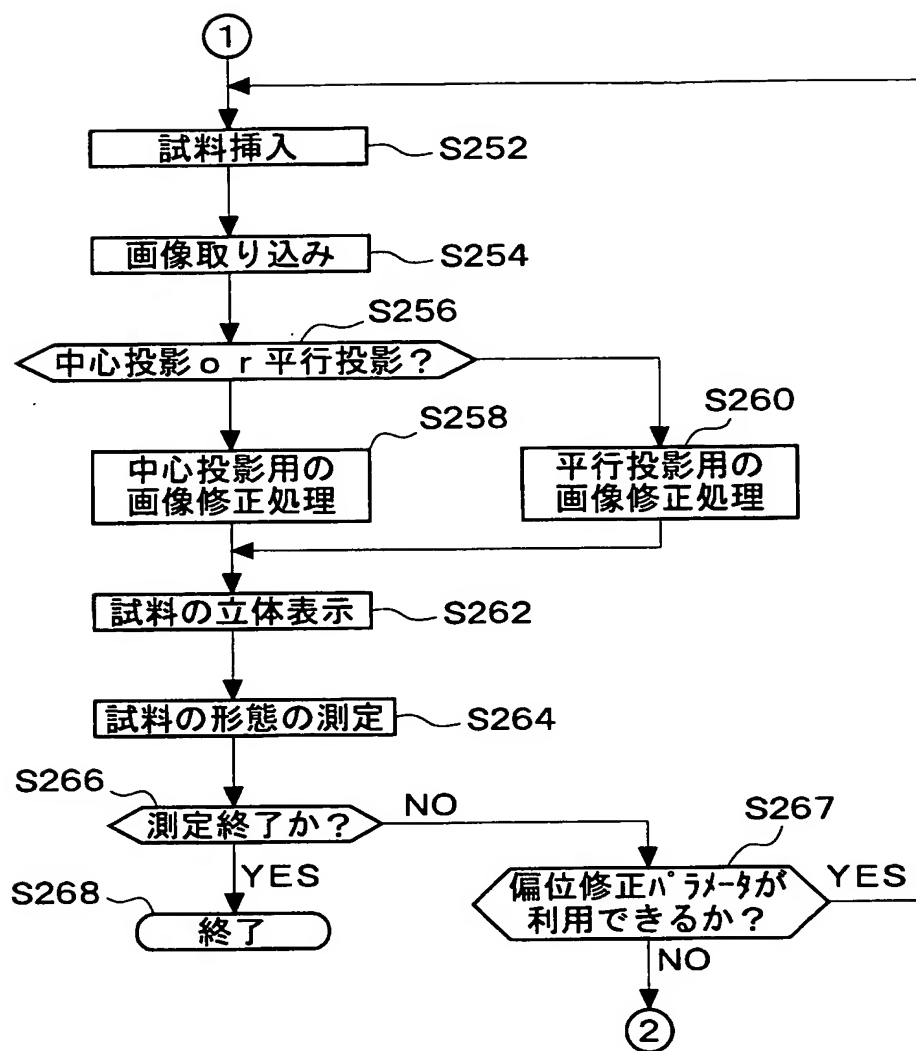 1
試料挿入
S252
画像取り込み
S254
S256
中心投影or平行投影?
S258
中心投影用の
画像修正処理
S260
平行投影用の
画像修正処理
試料の立体表示
S262
試料の形態の測定
S264
S266
測定終了か?
NO
YES
S268
終了
S267
偏位修正パラメータが
利用できるか?
YES
NO
2